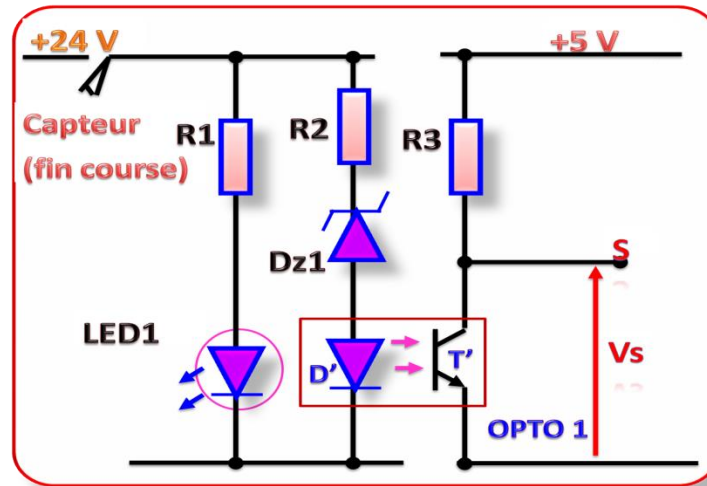 +24 V
+5 V
Capteur
(fin course)
R1
R2
R3
Dz1
S
LED1
D'
T'
Vs
OPTO 1